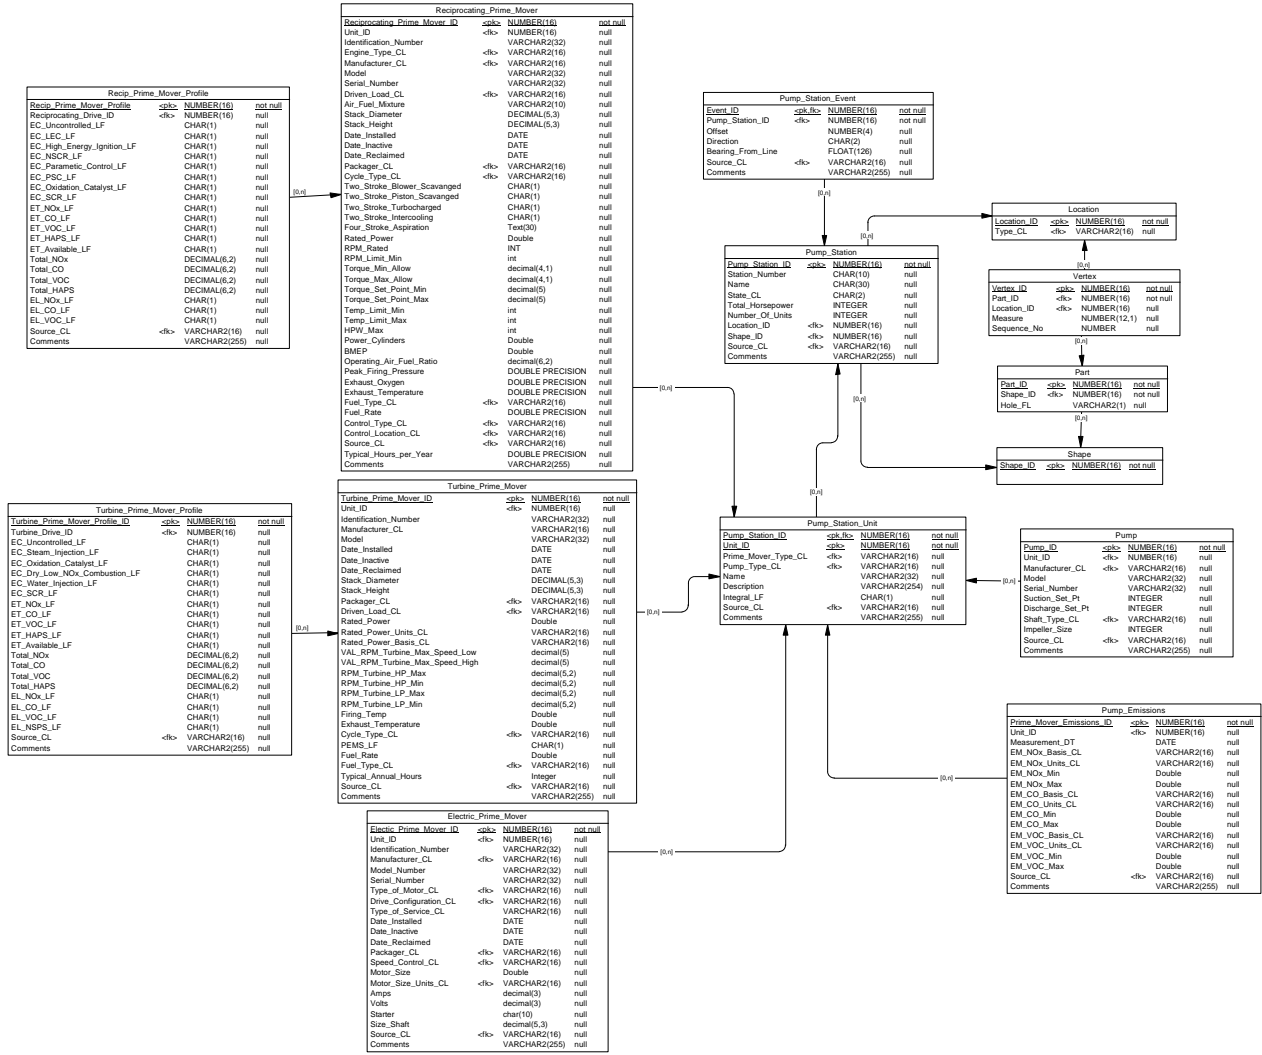 Reciprocating_Prime_Mover
Reciprocating_Prime_Mover_ID <pk> NUMBER(16) not null
Unit_ID <fk> NUMBER(16) null
Identification_Number VARCHAR2(32) null
Engine_Type_CL <fk> VARCHAR2(16) null
Manufacturer_CL <fk> VARCHAR2(16) null
Model VARCHAR2(32) null
Serial_Number VARCHAR2(32) null
Driven_Load_CL <fk> VARCHAR2(16) null
Air_Fuel_Mixture VARCHAR2(10) null
Stack_Diameter DECIMAL(5,3) null
Stack_Height DECIMAL(5,3) null
Date_Installed DATE null
Date_Inactive DATE null
Date_Reclaimed DATE null
Packager_CL <fk> VARCHAR2(16) null
Cycle_Type_CL <fk> VARCHAR2(16) null
Two_Stroke_Blower_Scavanged CHAR(1) null
Two_Stroke_Piston_Scavanged CHAR(1) null
Two_Stroke_Turbocharged CHAR(1) null
Two_Stroke_Intercooling CHAR(1) null
Four_Stroke_Aspiration Text(30) null
Rated_Power Double null
RPM_Rated INT null
RPM_Limit_Min int null
Torque_Min_Allow decimal(4,1) null
Torque_Max_Allow decimal(4,1) null
Torque_Set_Point_Min decimal(5) null
Torque_Set_Point_Max decimal(5) null
Temp_Limit_Min int null
Temp_Limit_Max int null
HPW_Max int null
Power_Cylinders Double null
BMEP Double null
Operating_Air_Fuel_Ratio decimal(6,2) null
Peak_Firing_Pressure DOUBLE PRECISION null
Exhaust_Oxygen DOUBLE PRECISION null
Exhaust_Temperature DOUBLE PRECISION null
Fuel_Type_CL <fk> VARCHAR2(16) null
Fuel_Rate DOUBLE PRECISION null
Control_Type_CL <fk> VARCHAR2(16) null
Control_Location_CL <fk> VARCHAR2(16) null
Source_CL <fk> VARCHAR2(16) null
Typical_Hours_per_Year DOUBLE PRECISION null
Comments VARCHAR2(255) null
Recip_Prime_Mover_Profile
Recip_Prime_Mover_Profile <pk> NUMBER(16) not null
Reciprocating_Drive_ID <fk> NUMBER(16) null
EC_Uncontrolled_LF CHAR(1) null
EC_LEC_LF CHAR(1) null
EC_High_Energy_Ignition_LF CHAR(1) null
EC_NSCR_LF CHAR(1) null
EC_Parametic_Control_LF CHAR(1) null
EC_PSC_LF CHAR(1) null
EC_Oxidation_Catalyst_LF CHAR(1) null
EC_SCR_LF CHAR(1) null
ET_NOx_LF CHAR(1) null
ET_CO_LF CHAR(1) null
ET_VOC_LF CHAR(1) null
ET_HAPS_LF CHAR(1) null
ET_Available_LF CHAR(1) null
Total_NOx DECIMAL(6,2) null
Total_CO DECIMAL(6,2) null
Total_VOC DECIMAL(6,2) null
Total_HAPS DECIMAL(6,2) null
EL_NOx_LF CHAR(1) null
EL_CO_LF CHAR(1) null
EL_VOC_LF CHAR(1) null
Source_CL <fk> VARCHAR2(16) null
Comments VARCHAR2(255) null
[0,n]
Pump_Station_Event
Event_ID <pk,fk> NUMBER(16) not null
Pump_Station_ID <fk> NUMBER(16) not null
Offset NUMBER(4) null
Direction CHAR(2) null
Bearing_From_Line FLOAT(126) null
Source_CL <fk> VARCHAR2(16) null
Comments VARCHAR2(255) null
[0,n]
Pump_Station
Pump_Station_ID <pk> NUMBER(16) not null
Station_Number CHAR(10) null
Name CHAR(30) null
State_CL CHAR(2) null
Total_Horsepower INTEGER null
Number_Of_Units INTEGER null
Location_ID <fk> NUMBER(16) null
Shape_ID <fk> NUMBER(16) null
Source_CL <fk> VARCHAR2(16) null
Comments VARCHAR2(255) null
[0,n]
Location
Location_ID <pk> NUMBER(16) not null
Type_CL <fk> VARCHAR2(16) null
[0,n]
Vertex
Vertex_ID <pk> NUMBER(16) not null
Part_ID <fk> NUMBER(16) not null
Location_ID <fk> NUMBER(16) null
Measure NUMBER(12,1) null
Sequence_No NUMBER null
[0,n]
Part
Part_ID <pk> NUMBER(16) not null
Shape_ID <fk> NUMBER(16) not null
Hole_FL VARCHAR2(1) null
[0,n]
Shape
Shape_ID <pk> NUMBER(16) not null
[0,n]
[0,n]
[0,n]
Turbine_Prime_Mover
Turbine_Prime_Mover_ID <pk> NUMBER(16) not null
Unit_ID <fk> NUMBER(16) null
Identification_Number VARCHAR2(32) null
Manufacturer_CL VARCHAR2(16) null
Model VARCHAR2(32) null
Date_Installed DATE null
Date_Inactive DATE null
Date_Reclaimed DATE null
Stack_Diameter DECIMAL(5,3) null
Stack_Height DECIMAL(5,3) null
Packager_CL <fk> VARCHAR2(16) null
Driven_Load_CL <fk> VARCHAR2(16) null
Rated_Power Double null
Rated_Power_Units_CL VARCHAR2(16) null
Rated_Power_Basis_CL VARCHAR2(16) null
VAL_RPM_Turbine_Max_Speed_Low decimal(5) null
VAL_RPM_Turbine_Max_Speed_High decimal(5) null
RPM_Turbine_HP_Max decimal(5,2) null
RPM_Turbine_HP_Min decimal(5,2) null
RPM_Turbine_LP_Max decimal(5,2) null
RPM_Turbine_LP_Min decimal(5,2) null
Firing_Temp Double null
Exhaust_Temperature Double null
Cycle_Type_CL <fk> VARCHAR2(16) null
PEMS_LF CHAR(1) null
Fuel_Rate Double null
Fuel_Type_CL <fk> VARCHAR2(16) null
Typical_Annual_Hours Integer null
Source_CL <fk> VARCHAR2(16) null
Comments VARCHAR2(255) null
Turbine_Prime_Mover_Profile
Turbine_Prime_Mover_Profile_ID <pk> NUMBER(16) not null
Turbine_Drive_ID <fk> NUMBER(16) null
EC_Uncontrolled_LF CHAR(1) null
EC_Steam_Injection_LF CHAR(1) null
EC_Oxidation_Catalyst_LF CHAR(1) null
EC_Dry_Low_NOx_Combustion_LF CHAR(1) null
EC_Water_Injection_LF CHAR(1) null
EC_SCR_LF CHAR(1) null
ET_NOx_LF CHAR(1) null
ET_CO_LF CHAR(1) null
ET_VOC_LF CHAR(1) null
ET_HAPS_LF CHAR(1) null
ET_Available_LF CHAR(1) null
Total_NOx DECIMAL(6,2) null
Total_CO DECIMAL(6,2) null
Total_VOC DECIMAL(6,2) null
Total_HAPS DECIMAL(6,2) null
EL_NOx_LF CHAR(1) null
EL_CO_LF CHAR(1) null
EL_VOC_LF CHAR(1) null
EL_NSPS_LF CHAR(1) null
Source_CL <fk> VARCHAR2(16) null
Comments VARCHAR2(255) null
[0,n]
[0,n]
Pump_Station_Unit
Pump_Station_ID <pk,fk> NUMBER(16) not null
Unit_ID <pk> NUMBER(16) not null
Prime_Mover_Type_CL <fk> VARCHAR2(16) null
Pump_Type_CL <fk> VARCHAR2(16) null
Name VARCHAR2(32) null
Description VARCHAR2(254) null
Integral_LF CHAR(1) null
Source_CL <fk> VARCHAR2(16) null
Comments VARCHAR2(255) null
[0,n]
Pump
Pump_ID <pk> NUMBER(16) not null
Unit_ID <fk> NUMBER(16) null
Manufacturer_CL <fk> VARCHAR2(16) null
Model VARCHAR2(32) null
Serial_Number VARCHAR2(32) null
Suction_Set_Pt INTEGER null
Discharge_Set_Pt INTEGER null
Shaft_Type_CL <fk> VARCHAR2(16) null
Impeller_Size INTEGER null
Source_CL <fk> VARCHAR2(16) null
Comments VARCHAR2(255) null
Pump_Emissions
Prime_Mover_Emissions_ID <pk> NUMBER(16) not null
Unit_ID <fk> NUMBER(16) null
Measurement_DT DATE null
EM_NOx_Basis_CL VARCHAR2(16) null
EM_NOx_Units_CL VARCHAR2(16) null
EM_NOx_Min Double null
EM_NOx_Max Double null
EM_CO_Basis_CL VARCHAR2(16) null
EM_CO_Units_CL VARCHAR2(16) null
EM_CO_Min Double null
EM_CO_Max Double null
EM_VOC_Basis_CL VARCHAR2(16) null
EM_VOC_Units_CL VARCHAR2(16) null
EM_VOC_Min Double null
EM_VOC_Max Double null
Source_CL <fk> VARCHAR2(16) null
Comments VARCHAR2(255) null
[0,n]
Electric_Prime_Mover
Electic_Prime_Mover_ID <pk> NUMBER(16) not null
Unit_ID <fk> NUMBER(16) null
Identification_Number VARCHAR2(32) null
Manufacturer_CL <fk> VARCHAR2(16) null
Model_Number VARCHAR2(32) null
Serial_Number VARCHAR2(32) null
Type_of_Motor_CL <fk> VARCHAR2(16) null
Drive_Configuration_CL <fk> VARCHAR2(16) null
Type_of_Service_CL VARCHAR2(16) null
Date_Installed DATE null
Date_Inactive DATE null
Date_Reclaimed DATE null
Packager_CL <fk> VARCHAR2(16) null
Speed_Control_CL <fk> VARCHAR2(16) null
Motor_Size Double null
Motor_Size_Units_CL <fk> VARCHAR2(16) null
Amps decimal(3) null
Volts decimal(3) null
Starter char(10) null
Size_Shaft decimal(5,3) null
Source_CL <fk> VARCHAR2(16) null
Comments VARCHAR2(255) null
[0,n]